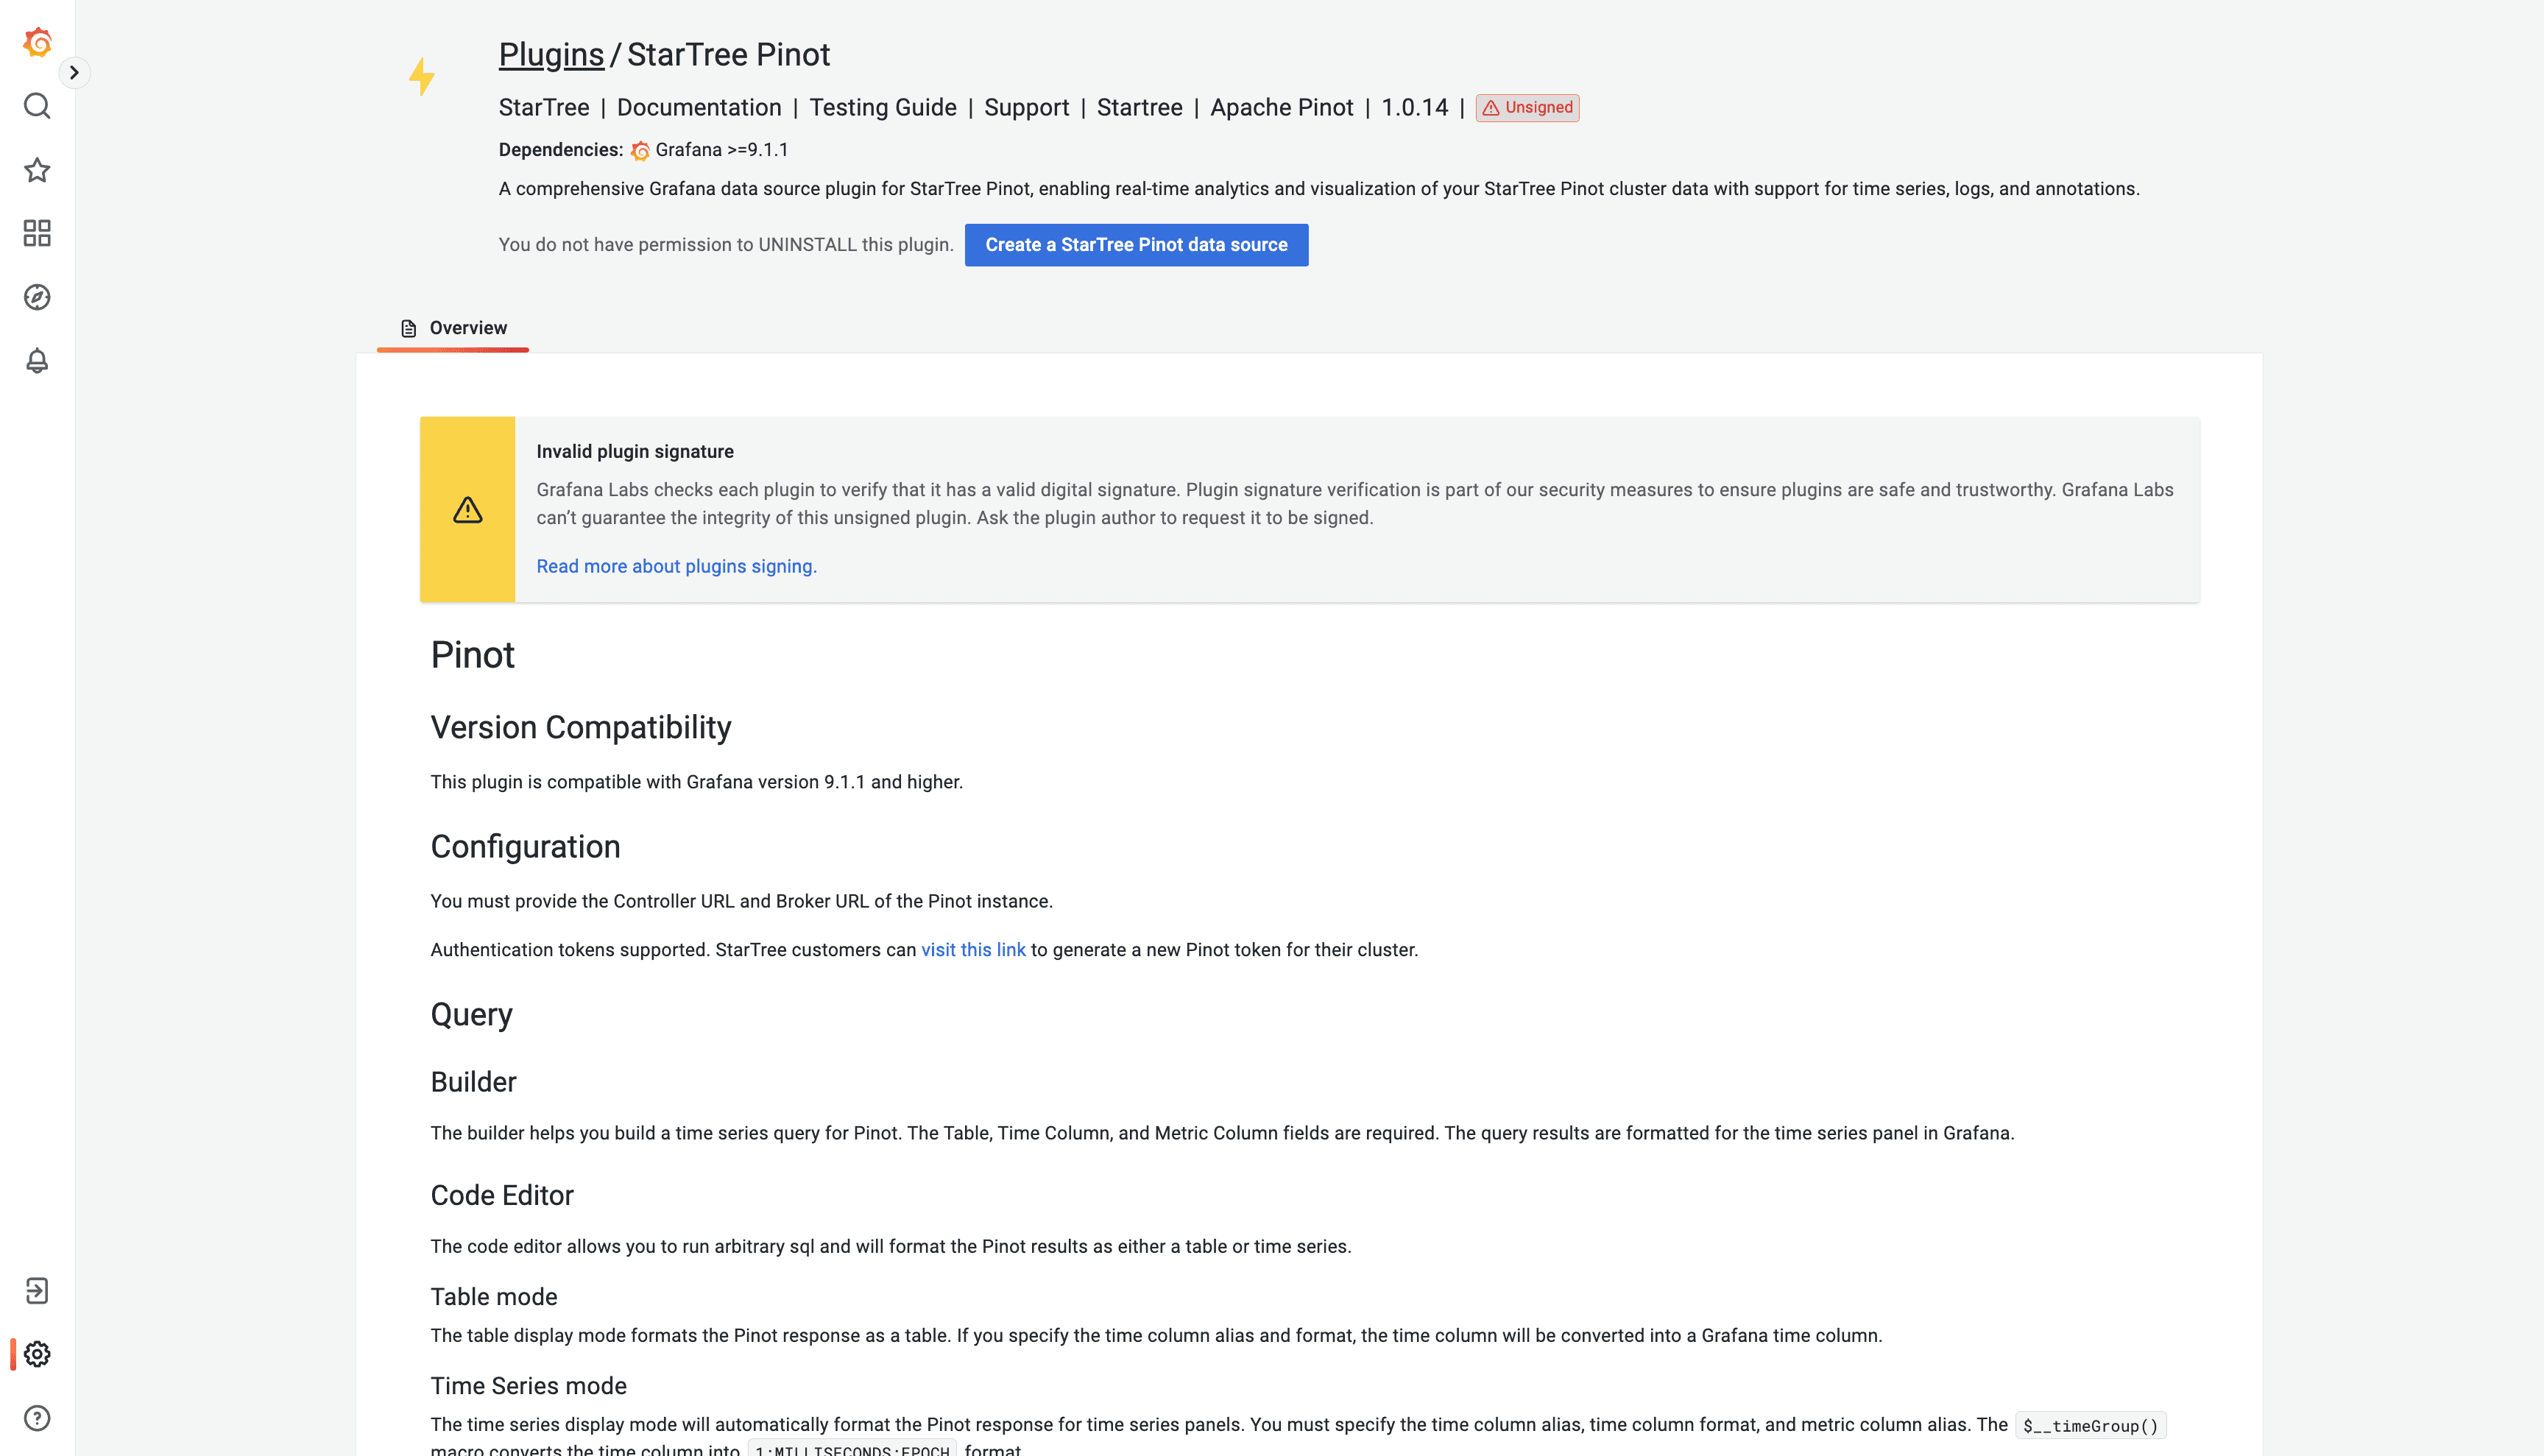 Plugins / StarTree Pinot
StarTree | Documentation | Testing Guide | Support | Startree | Apache Pinot | 1.0.14 | Unsigned
Dependencies: Grafana >=9.1.1
A comprehensive Grafana data source plugin for StarTree Pinot, enabling real-time analytics and visualization of your StarTree Pinot cluster data with support for time series, logs, and annotations.
You do not have permission to UNINSTALL this plugin. Create a StarTree Pinot data source
Overview
Invalid plugin signature
Grafana Labs checks each plugin to verify that it has a valid digital signature. Plugin signature verification is part of our security measures to ensure plugins are safe and trustworthy. Grafana Labs
can’t guarantee the integrity of this unsigned plugin. Ask the plugin author to request it to be signed.
Read more about plugins signing.
Pinot
Version Compatibility
This plugin is compatible with Grafana version 9.1.1 and higher.
Configuration
You must provide the Controller URL and Broker URL of the Pinot instance.
Authentication tokens supported. StarTree customers can visit this link to generate a new Pinot token for their cluster.
Query
Builder
The builder helps you build a time series query for Pinot. The Table, Time Column, and Metric Column fields are required. The query results are formatted for the time series panel in Grafana.
Code Editor
The code editor allows you to run arbitrary sql and will format the Pinot results as either a table or time series.
Table mode
The table display mode formats the Pinot response as a table. If you specify the time column alias and format, the time column will be converted into a Grafana time column.
Time Series mode
The time series display mode will automatically format the Pinot response for time series panels. You must specify the time column alias, time column format, and metric column alias. The $__timeGroup()
macro converts the time column into 1:MILLISECONDS:EPOCH format.